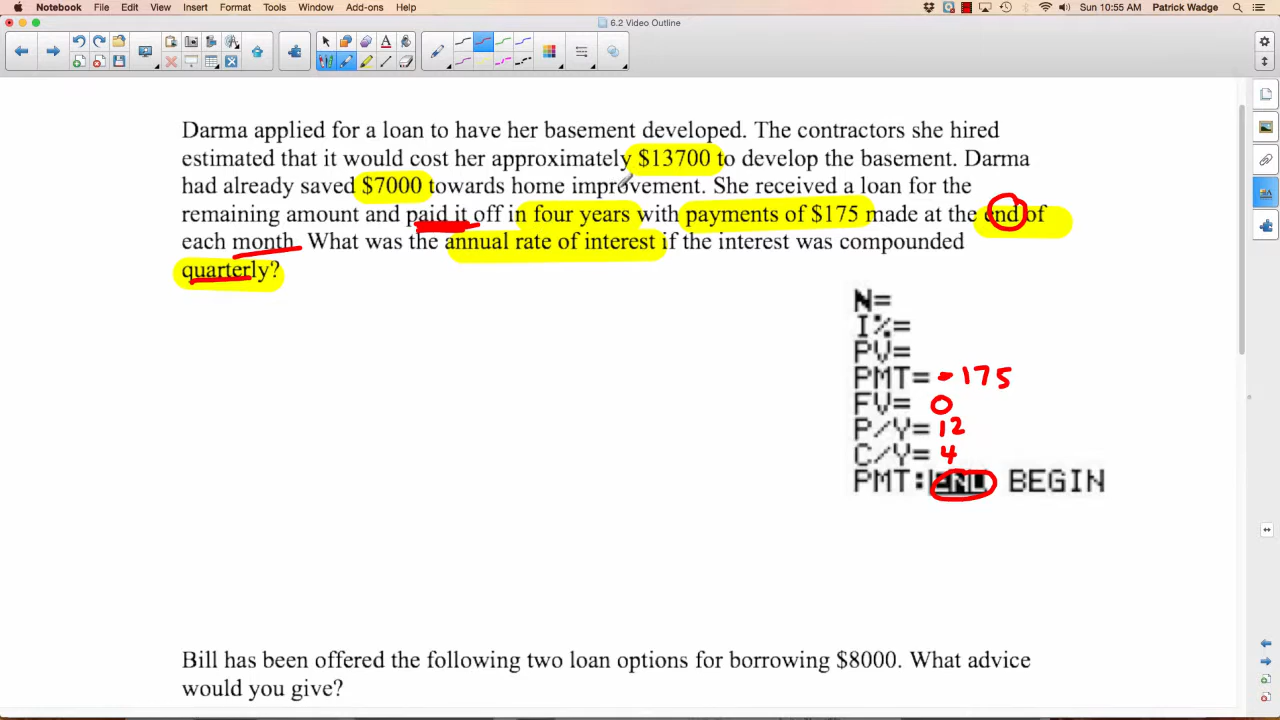 Notebook File Edit View Insert Format Tools Window Add-ons Help Sun 10:55 AM Patrick Wadge
6.2 Video Outline
Darma applied for a loan to have her basement developed. The contractors she hired
estimated that it would cost her approximately $13700 to develop the basement. Darma
had already saved $7000 towards home improvement. She received a loan for the
remaining amount and paid it off in four years with payments of $175 made at the end of
each month. What was the annual rate of interest if the interest was compounded
quarterly?
N=
I%=
PV=
PMT= -175
FV= 0
P/Y= 12
C/Y= 4
PMT:END BEGIN
Bill has been offered the following two loan options for borrowing $8000. What advice
would you give?